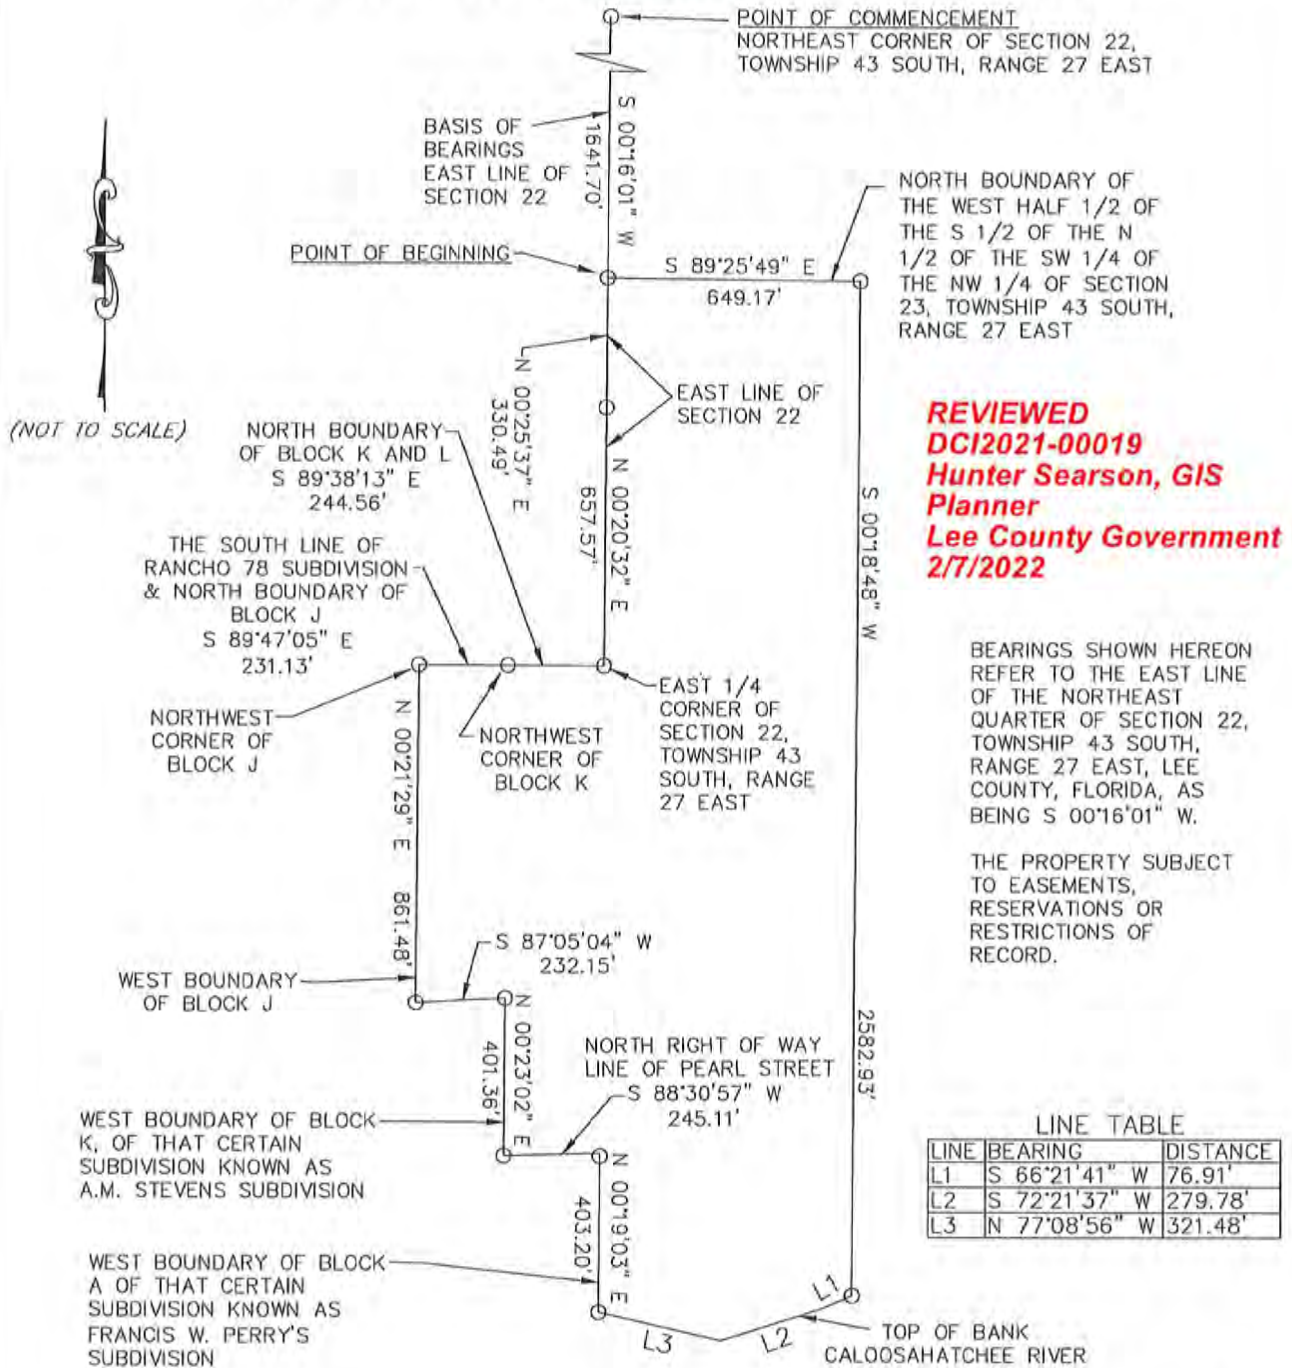 POINT OF COMMENCEMENT
NORTHEAST CORNER OF SECTION 22,
TOWNSHIP 43 SOUTH, RANGE 27 EAST
BASIS OF
BEARINGS
EAST LINE OF
SECTION 22
S 00°16'01" W
1641.70'
NORTH BOUNDARY OF
THE WEST HALF 1/2 OF
THE S 1/2 OF THE N
1/2 OF THE SW 1/4 OF
THE NW 1/4 OF SECTION
23, TOWNSHIP 43 SOUTH,
RANGE 27 EAST
POINT OF BEGINNING
S 89°25'49" E
649.17'
N 00°25'37" E
330.49'
EAST LINE OF
SECTION 22
(NOT TO SCALE)
NORTH BOUNDARY
OF BLOCK K AND L
S 89°38'13" E
244.56'
N 00°20'32" E
657.57'
S 00°18'48" W
2582.93'
REVIEWED
DCI2021-00019
Hunter Searson, GIS
Planner
Lee County Government
2/7/2022
THE SOUTH LINE OF
RANCHO 78 SUBDIVISION
& NORTH BOUNDARY OF
BLOCK J
S 89°47'05" E
231.13'
NORTHWEST
CORNER OF
BLOCK J
NORTHWEST
CORNER OF
BLOCK K
EAST 1/4
CORNER OF
SECTION 22,
TOWNSHIP 43
SOUTH, RANGE
27 EAST
BEARINGS SHOWN HEREON
REFER TO THE EAST LINE
OF THE NORTHEAST
QUARTER OF SECTION 22,
TOWNSHIP 43 SOUTH,
RANGE 27 EAST, LEE
COUNTY, FLORIDA, AS
BEING S 00°16'01" W.
THE PROPERTY SUBJECT
TO EASEMENTS,
RESERVATIONS OR
RESTRICTIONS OF
RECORD.
N 00°21'29" E 861.48'
WEST BOUNDARY
OF BLOCK J
S 87°05'04" W
232.15'
N 00°23'02" E
401.36'
NORTH RIGHT OF WAY
LINE OF PEARL STREET
S 88°30'57" W
245.11'
WEST BOUNDARY OF BLOCK
K, OF THAT CERTAIN
SUBDIVISION KNOWN AS
A.M. STEVENS SUBDIVISION
N 00°19'03" E
403.20'
WEST BOUNDARY OF BLOCK
A OF THAT CERTAIN
SUBDIVISION KNOWN AS
FRANCIS W. PERRY'S
SUBDIVISION
LINE TABLE
LINE BEARING DISTANCE
L1 S 66°21'41" W 76.91'
L2 S 72°21'37" W 279.78'
L3 N 77°08'56" W 321.48'
L3
L2
L1
TOP OF BANK
CALOOSAHATCHEE RIVER